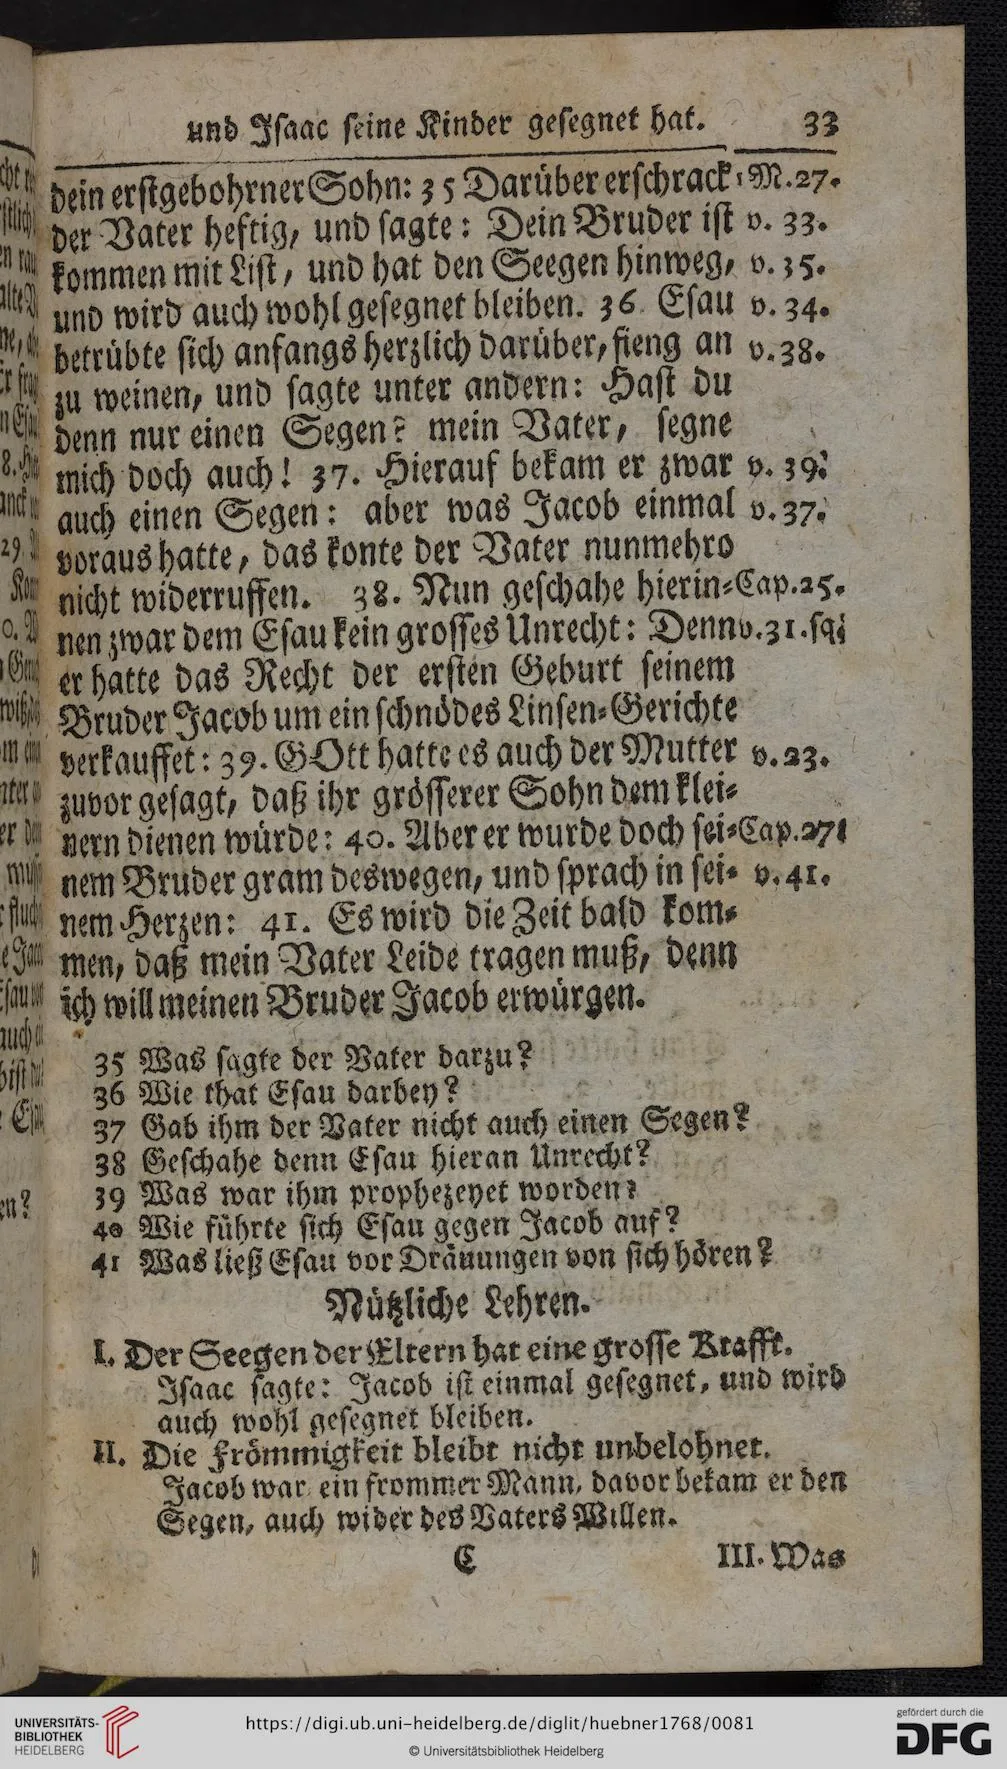 und Isaac seine Kinder gesegnet hat. 33
dein erstgebohrner Sohn: 35 Darüber erschrack M. 27.
der Vater heftig, und sagte: Dein Bruder ist v. 33.
kommen mit List, und hat den Seegen hinweg, v. 35.
und wird auch wohl gesegnet bleiben. 36 Esau v. 34.
betrübte sich anfangs herzlich darüber, fieng an v. 38.
zu weinen, und sagte unter andern: Hast du
denn nur einen Segen? mein Vater, segne
mich doch auch! 37. Hierauf bekam er zwar v. 39.
auch einen Segen: aber was Jacob einmal v. 37.
voraus hatte, das konte der Vater nunmehro
nicht widerruffen. 38. Nun geschahe hierin= Cap. 25.
nen zwar dem Esau kein grosses Unrecht: Denn v. 31. sq.
er hatte das Recht der ersten Geburt seinem
Bruder Jacob um ein schnödes Linsen=Gerichte
verkauffet: 39. GOtt hatte es auch der Mutter v. 23.
zuvor gesagt, daß ihr grösserer Sohn dem klei=
nern dienen würde: 40. Aber er wurde doch sei= Cap. 27.
nem Bruder gram deswegen, und sprach in sei= v. 41.
nem Herzen: 41. Es wird die Zeit bald kom=
men, daß mein Vater Leide tragen muß, denn
ich will meinen Bruder Jacob erwürgen.
35 Was sagte der Vater darzu?
36 Wie that Esau darbey?
37 Gab ihm der Vater nicht auch einen Segen?
38 Geschahe denn Esau hieran Unrecht?
39 Was war ihm prophezeyet worden?
40 Wie führte sich Esau gegen Jacob auf?
41 Was ließ Esau vor Dräuungen von sich hören?
Nützliche Lehren.
I. Der Seegen der Eltern hat eine grosse Krafft.
Isaac sagte: Jacob ist einmal gesegnet, und wird
auch wohl gesegnet bleiben.
II. Die Frömmigkeit bleibt nicht unbelohnet.
Jacob war ein frommer Mann, davor bekam er den
Segen, auch wider des Vaters Willen.
C III. Was
UNIVERSITÄTS-
BIBLIOTHEK
HEIDELBERG
https://digi.ub.uni-heidelberg.de/diglit/huebner1768/0081
© Universitätsbibliothek Heidelberg
gefördert durch die
DFG